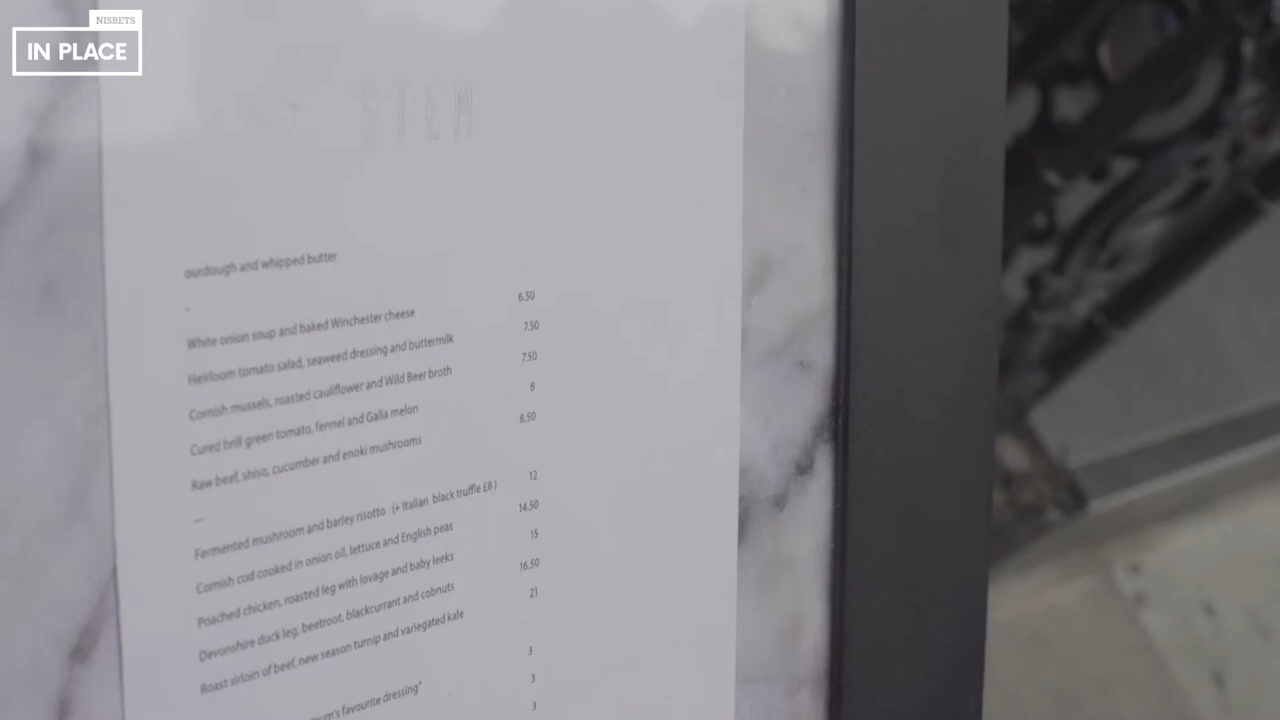 NISBETS
IN PLACE
STEM
ourdough and whipped butter
-
White onion soup and baked Winchester cheese 6.50
Heirloom tomato salad, seaweed dressing and buttermilk 7.50
Cornish mussels, roasted cauliflower and Wild Beer broth 7.50
Cured brill green tomato, fennel and Galia melon 8
Raw beef, shiso, cucumber and enoki mushrooms 8.50
—
Fermented mushroom and barley risotto (+ Italian black truffle £8 ) 12
Cornish cod cooked in onion oil, lettuce and English peas 14.50
Poached chicken, roasted leg with lovage and baby leeks 15
Devonshire duck leg, beetroot, blackcurrant and cobnuts 16.50
Roast sirloin of beef, new season turnip and variegated kale 21
3
mum's favourite dressing" 3
3